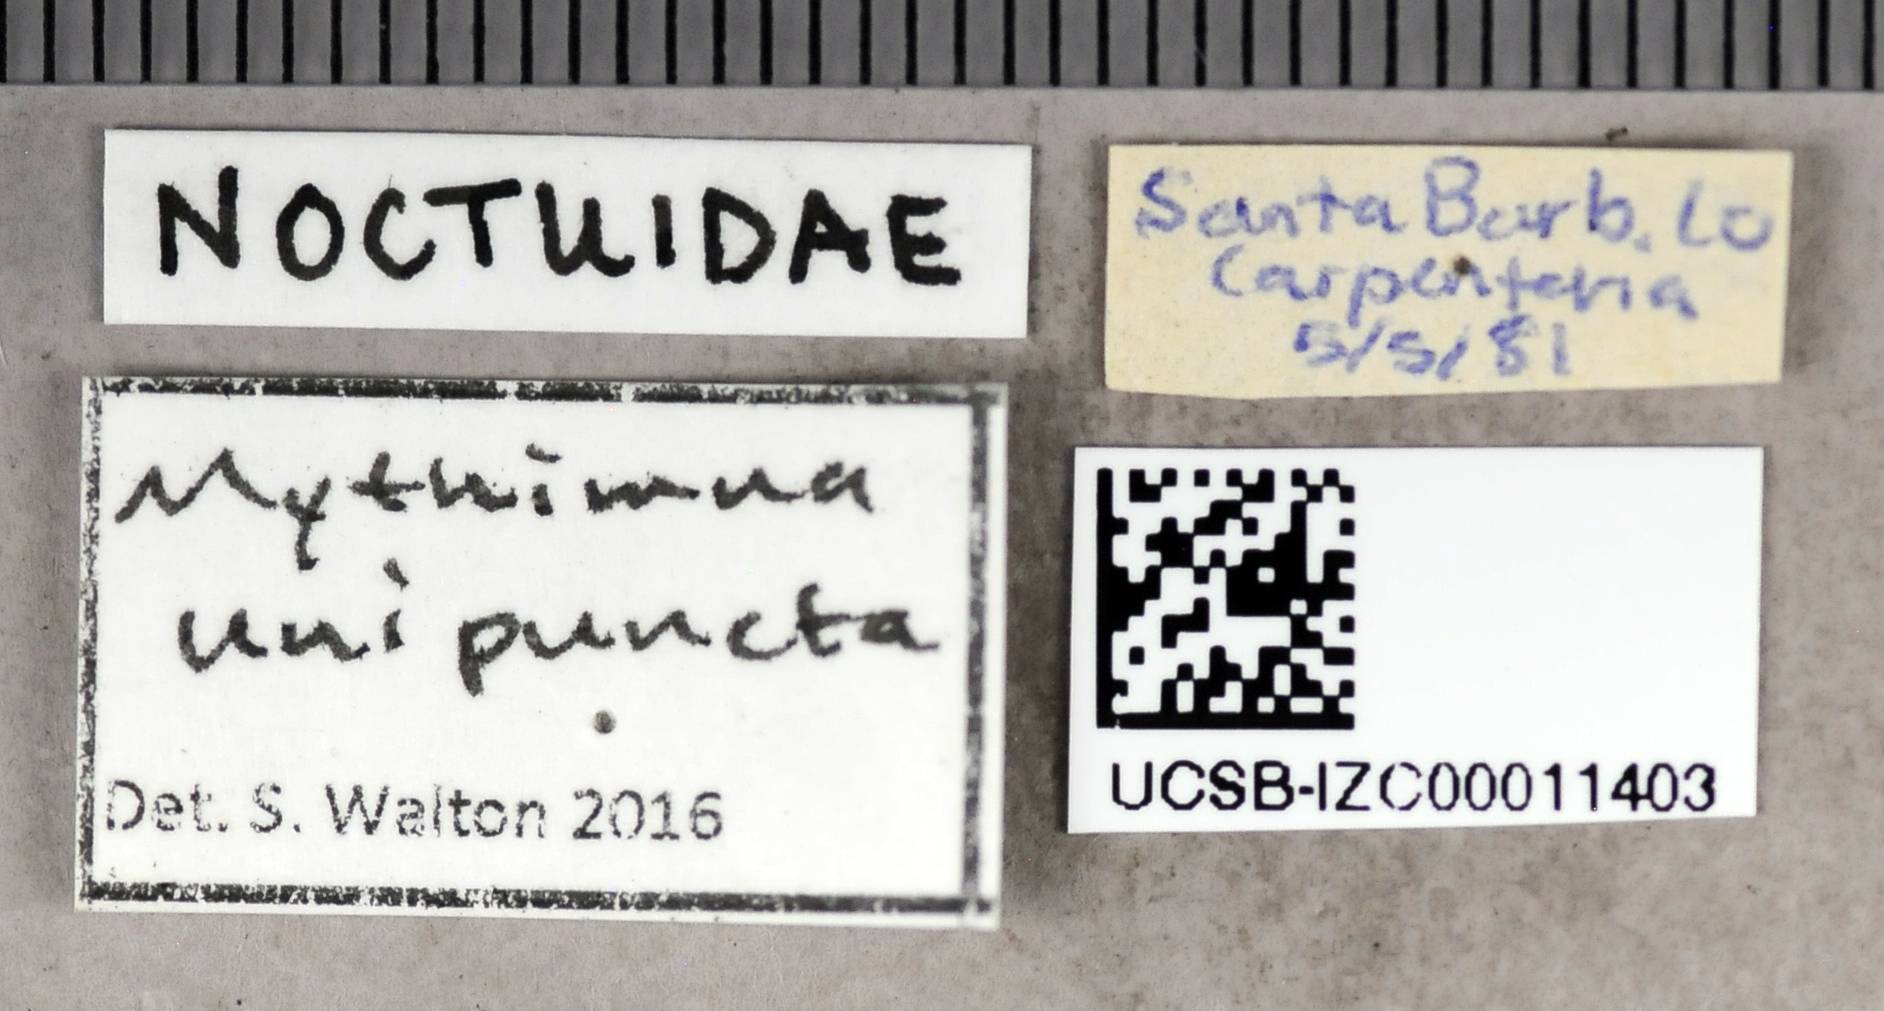 NOCTUIDAE
Santa Barb. Co
Carpenteria
5/5/81
Mythimna
unipuncta
Det. S. Walton 2016
UCSB-IZC00011403